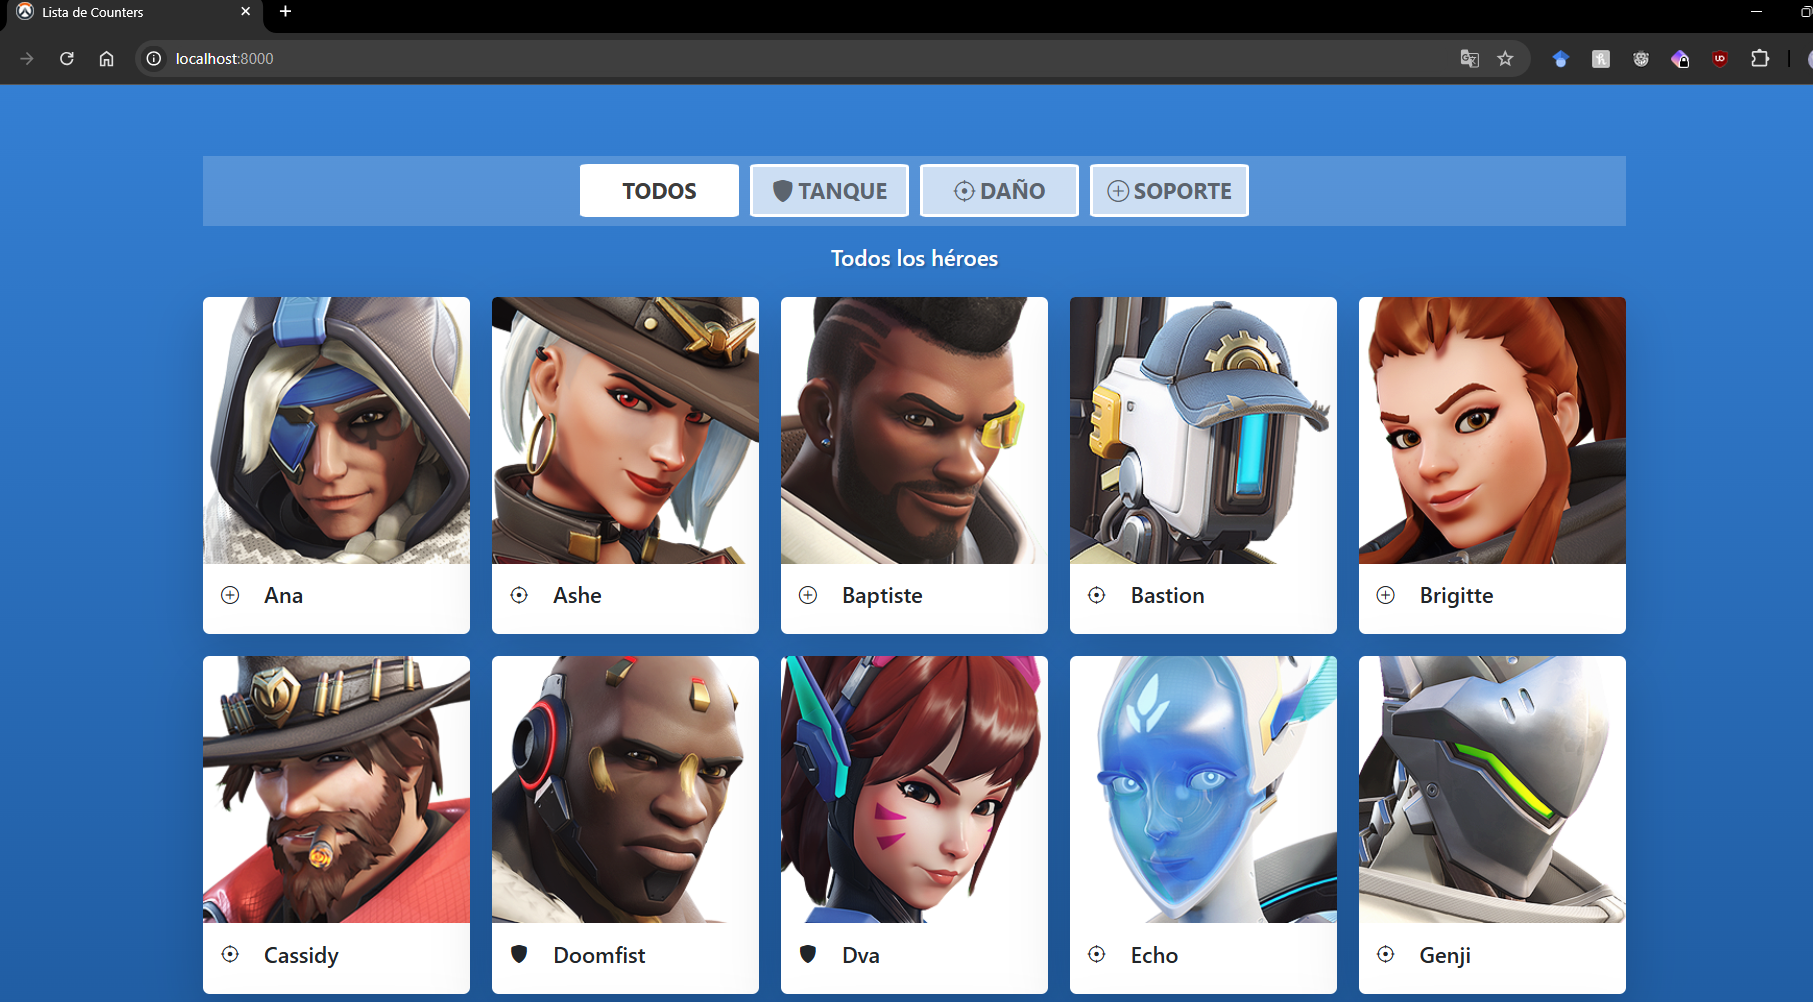 Lista de Counters
localhost:8000
TODOS
TANQUE
DAÑO
SOPORTE
Todos los héroes
Ana
Ashe
Baptiste
Bastion
Brigitte
Cassidy
Doomfist
Dva
Echo
Genji